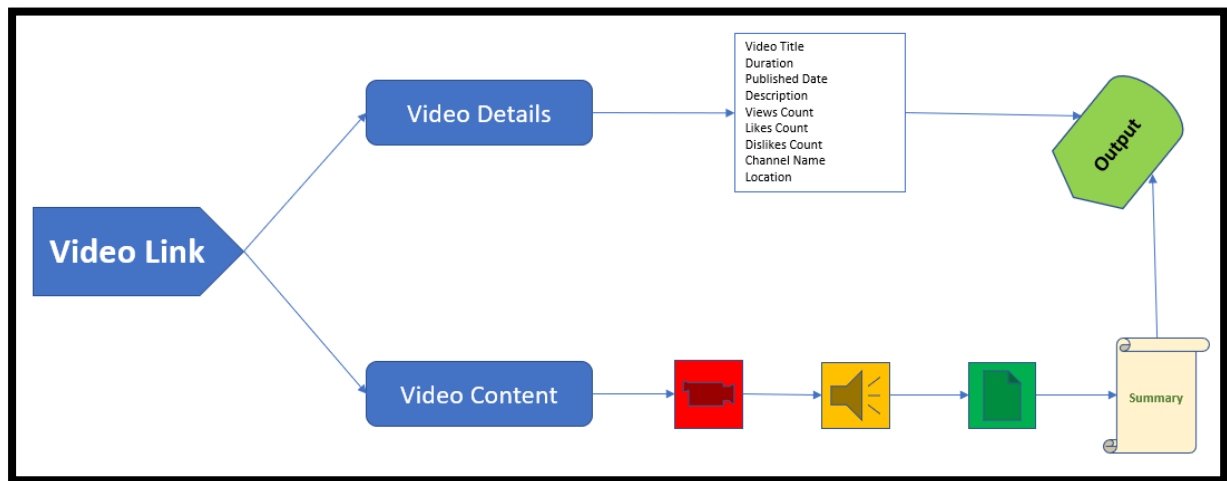 Video Link
Video Details
Video Title
Duration
Published Date
Description
Views Count
Likes Count
Dislikes Count
Channel Name
Location
Output
Video Content
Summary